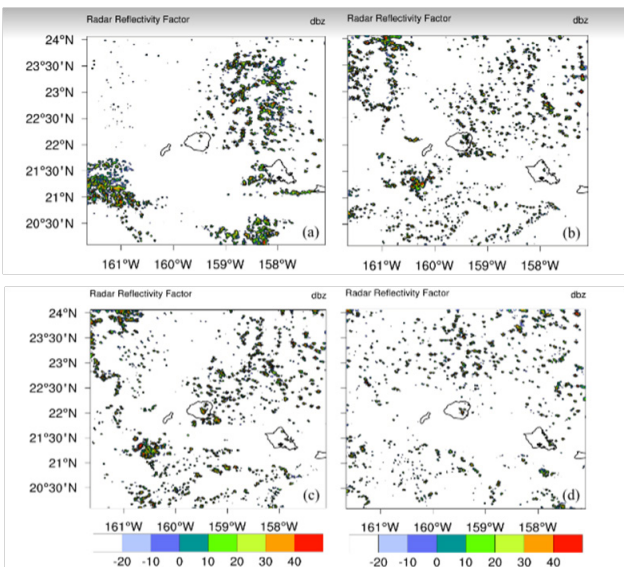 Radar Reflectivity Factor dbz
24°N
23°30'N
23°N
22°30'N
22°N
21°30'N
21°N
20°30'N
(a)
161°W 160°W 159°W 158°W
Radar Reflectivity Factor dbz
(b)
161°W 160°W 159°W 158°W
Radar Reflectivity Factor dbz
24°N
23°30'N
23°N
22°30'N
22°N
21°30'N
21°N
20°30'N
(c)
161°W 160°W 159°W 158°W
-20 -10 0 10 20 30 40
Radar Reflectivity Factor dbz
(d)
161°W 160°W 159°W 158°W
-20 -10 0 10 20 30 40